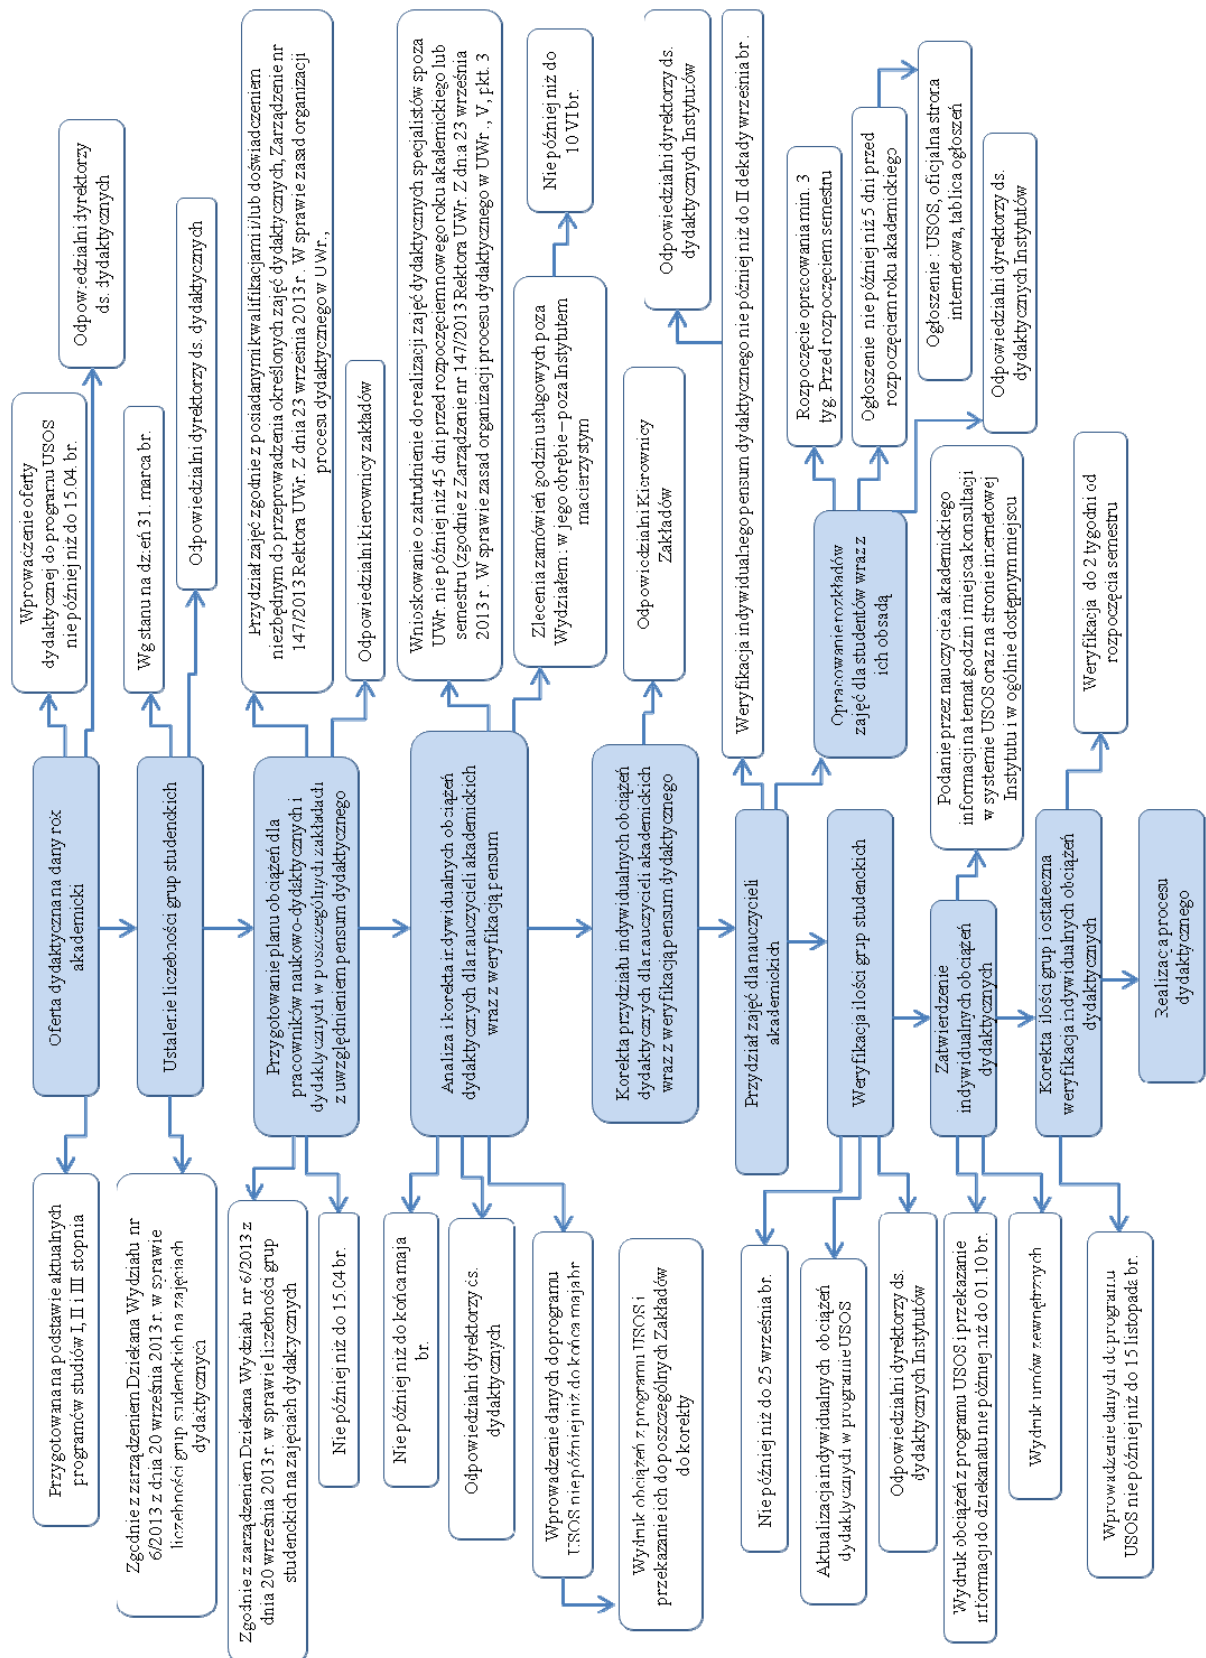 Oferta dydaktyczna na dany rok
akademicki
Przygotowana na podstawie aktualnych
programów studiów I, II i III stopnia
Wprowadzenie oferty
dydaktycznej do programu USOS
nie później niż do 15.04. br.
Odpowiedzialni dyrektorzy
ds. dydaktycznych
Ustalenie liczebności grup studenckich
Zgodnie z zarządzeniem Dziekana Wydziału nr
6/2013 z dnia 20 września 2013 r. w sprawie
liczebności grup studenckich na zajęciach
dydaktycznych
Wg stanu na dzień 31. marca br.
Odpowiedzialni dyrektorzy ds. dydaktycznych
Przygotowanie planu obciążeń dla
pracowników naukowo-dydaktycznych i
dydaktycznych w poszczególnych zakładach
z uwzględnieniem pensum dydaktycznego
Zgodnie z zarządzeniem Dziekana Wydziału nr 6/2013 z
dnia 20 września 2013 r. w sprawie liczebności grup
studenckich na zajęciach dydaktycznych
Nie później niż do 15.04 br.
Przydział zajęć zgodnie z posiadanymi kwalifikacjami i/lub doświadczeniem
niezbędnym do przeprowadzenia określonych zajęć dydaktycznych, Zarządzenie nr
147/2013 Rektora UWr. Z dnia 23 września 2013 r. W sprawie zasad organizacji
procesu dydaktycznego w UWr.,
Odpowiedzialni kierownicy zakładów
Analiza i korekta indywidualnych obciążeń
dydaktycznych dla nauczycieli akademickich
wraz z weryfikacją pensum
Nie później niż do końca maja
br.
Odpowiedzialni dyrektorzy ds.
dydaktycznych
Wprowadzenie danych do programu
USOS nie później niż do końca maja br
Wydruk obciążeń z programu USOS i
przekazanie ich do poszczególnych Zakładów
do korekty
Wnioskowanie o zatrudnienie do realizacji zajęć dydaktycznych specjalistów spoza
UWr. nie później niż 45 dni przed rozpoczęciem nowego roku akademickiego lub
semestru (zgodnie z Zarządzenie nr 147/2013 Rektora UWr. Z dnia 23 września
2013 r. W sprawie zasad organizacji procesu dydaktycznego w UWr., V, pkt. 3
Zlecenia zamówień godzin usługowych poza
Wydziałem : w jego obrębie – poza Instytutem
macierzystym
Nie później niż do
10 VI br.
Korekta przydziału indywidualnych obciążeń
dydaktycznych dla nauczycieli akademickich
wraz z weryfikacją pensum dydaktycznego
Odpowiedzialni Kierownicy
Zakładów
Przydział zajęć dla nauczycieli
akademickich
Weryfikacja indywidualnego pensum dydaktycznego nie później niż do II dekady września br.
Odpowiedzialni dyrektorzy ds.
dydaktycznych Instytutów
Opracowanie rozkładów
zajęć dla studentów wraz z
ich obsadą
Rozpoczęcie opracowania min. 3
tyg. Przed rozpoczęciem semestru
Ogłoszenie nie później niż 5 dni przed
rozpoczęciem roku akademickiego
Ogłoszenie : USOS, oficjalna strona
internetowa, tablica ogłoszeń
Odpowiedzialni dyrektorzy ds.
dydaktycznych Instytutów
Weryfikacja ilości grup studenckich
Nie później niż do 25 września br.
Aktualizacja indywidualnych obciążeń
dydaktycznych w programie USOS
Odpowiedzialni dyrektorzy ds.
dydaktycznych Instytutów
Zatwierdzenie
indywidualnych obciążeń
dydaktycznych
Wydruk obciążeń z programu USOS i przekazanie
informacji do dziekanatu nie później niż do 01.10 br.
Wydruk umów zewnętrznych
Podanie przez nauczyciela akademickiego
informacji na temat godzin i miejsca konsultacji
w systemie USOS oraz na stronie internetowej
Instytutu i w ogólnie dostępnym miejscu
Korekta ilości grup i ostateczna
weryfikacja indywidualnych obciążeń
dydaktycznych
Wprowadzenie danych do programu
USOS nie później niż do 15 listopada br.
Weryfikacja do 2 tygodni od
rozpoczęcia semestru
Realizacja procesu
dydaktycznego